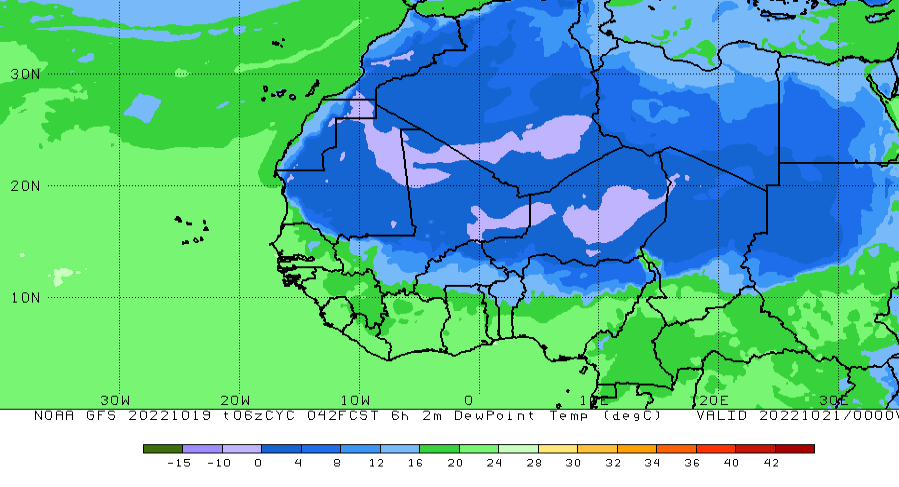 30N
20N
10N
30W 20W 10W 0 10E 20E 30E
NOAA GFS 20221019 t06zCYC 042FCST 6h 2m DewPoint Temp (degC) VALID 20221021/0000V
-15 -10 0 4 8 12 16 20 24 28 30 32 34 36 40 42